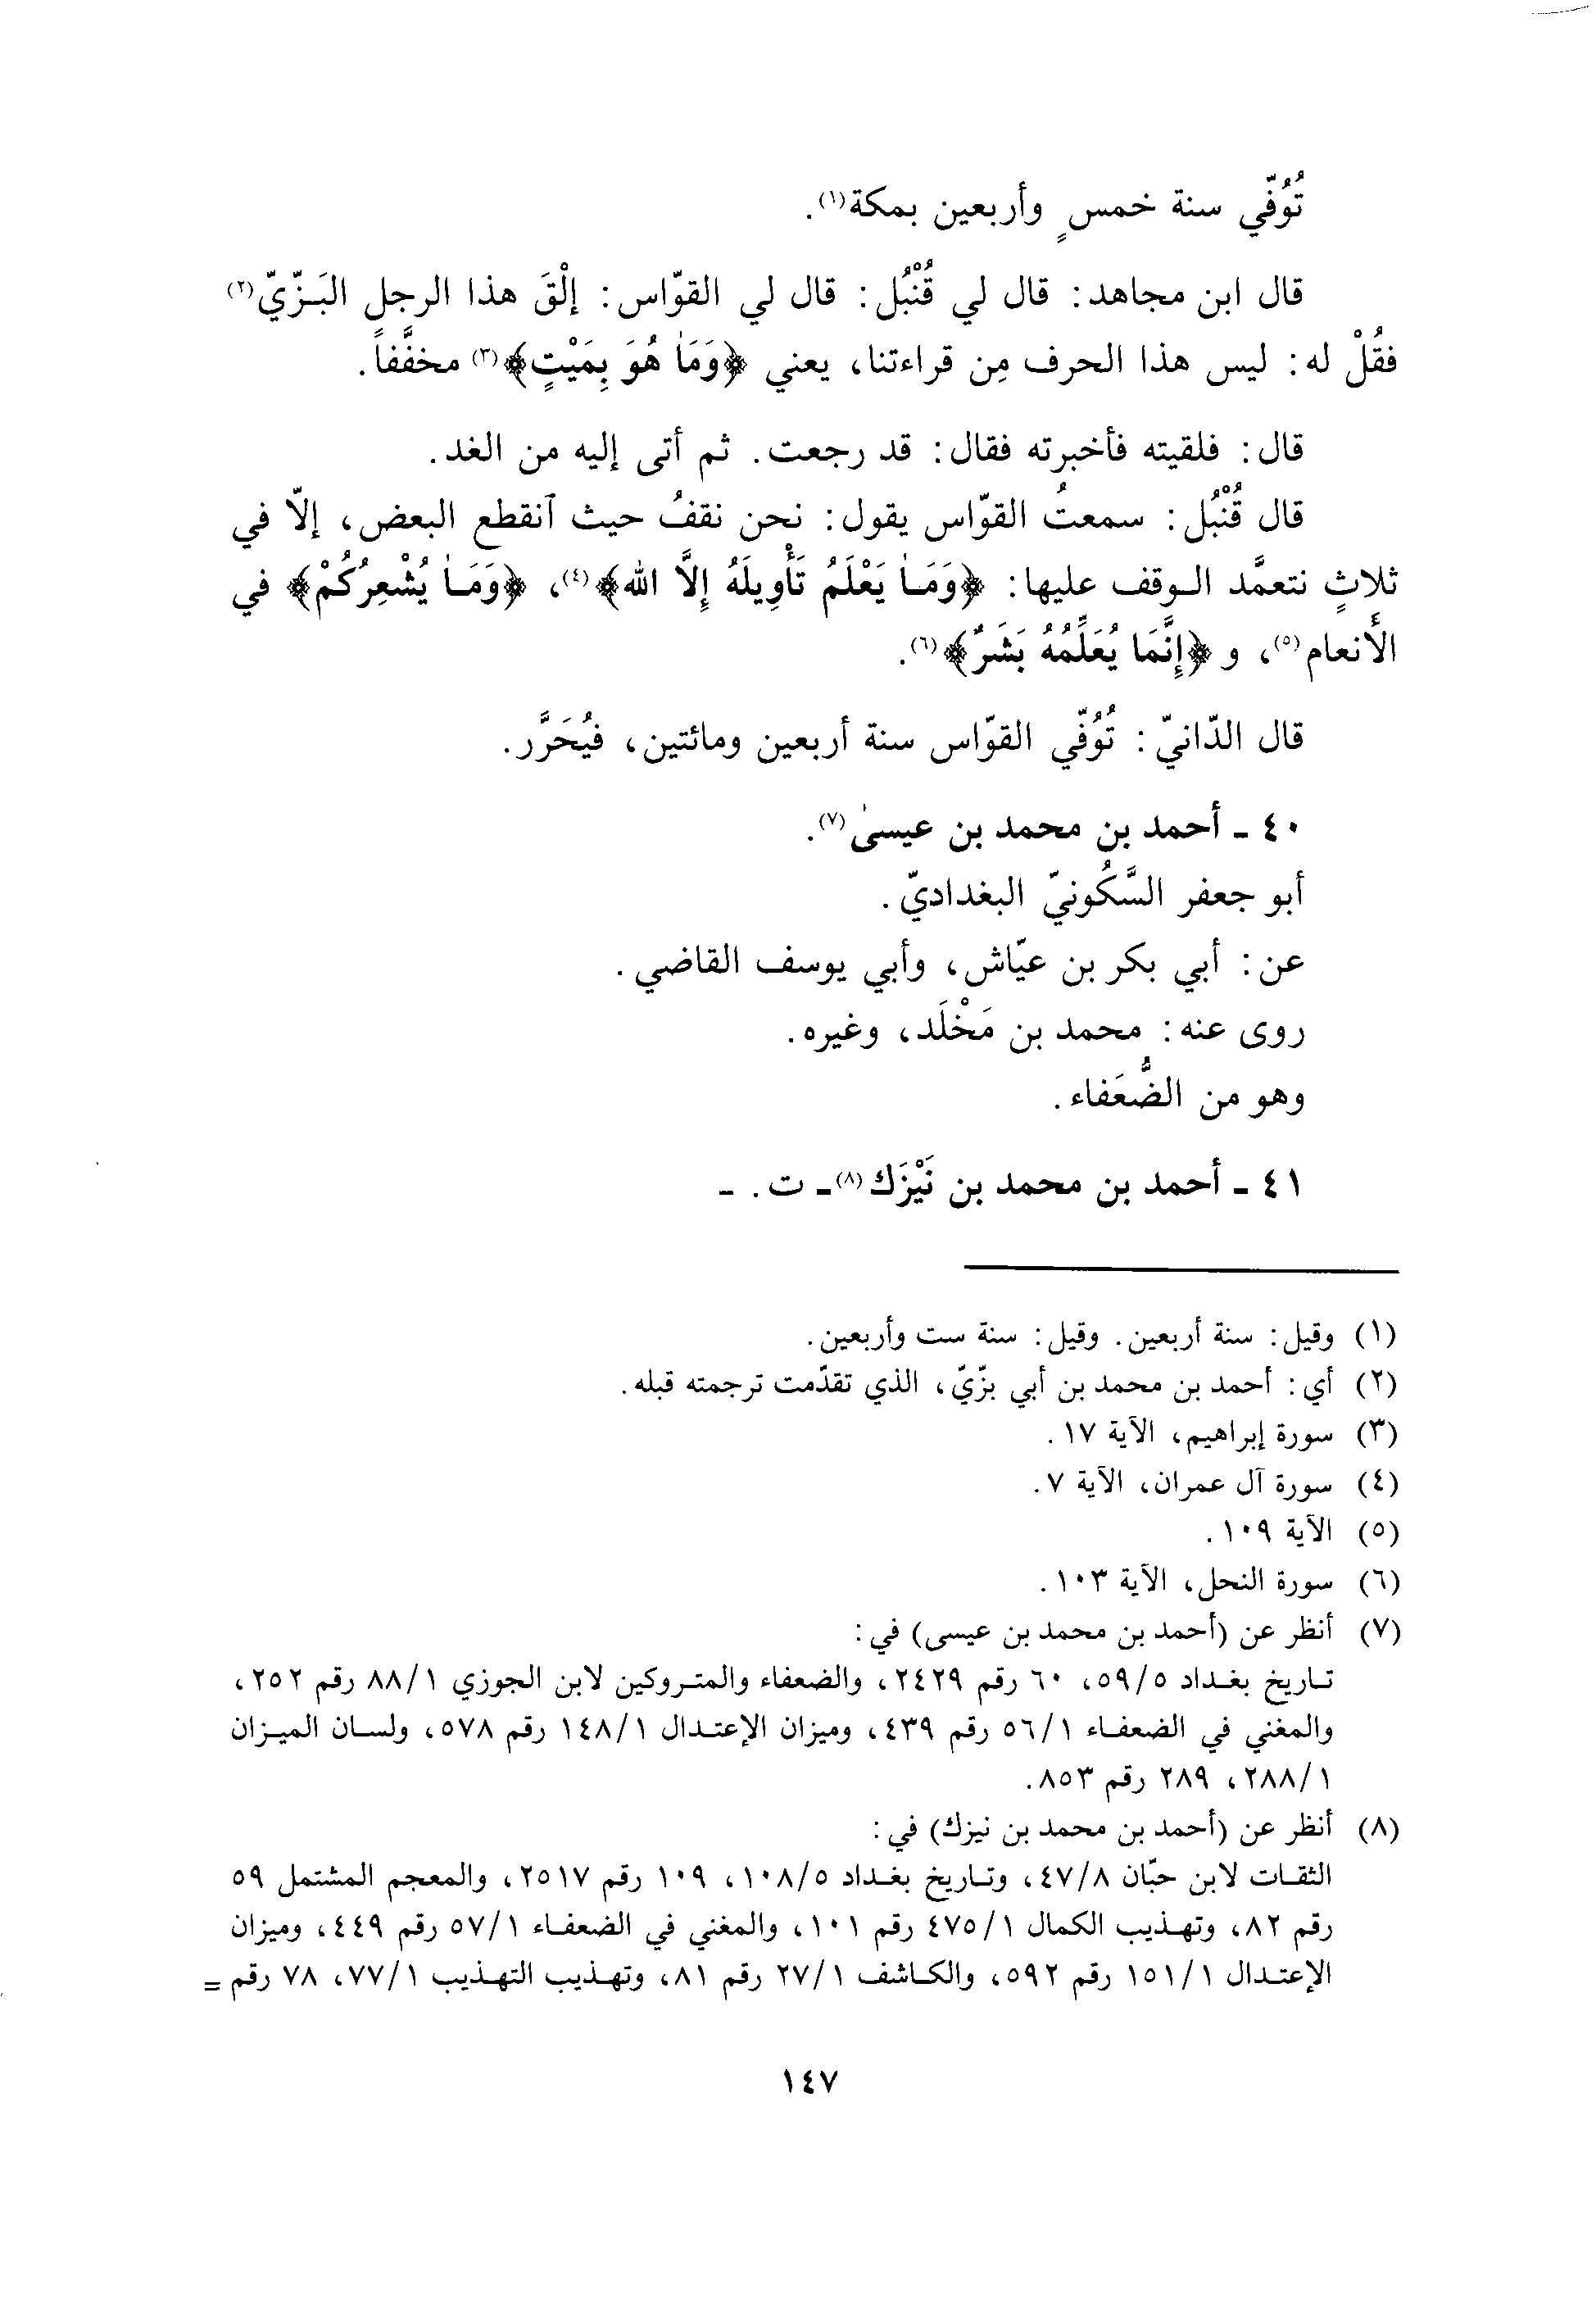 تُوُفّي سنة خمسٍ وأربعين بمكة(١).
قال ابن مجاهد: قال لي قُنْبُل: قال لي القوّاس: إلْقَ هذا الرجل البَزّيّ(٢)
فقُلْ له: ليس هذا الحرف مِن قراءتنا، يعني ﴿وَمَا هُوَ بِمَيْتٍ﴾(٣) مخفَّفاً.
قال: فلقيته فأخبرته فقال: قد رجعت. ثم أتى إليه من الغد.
قال قُنْبُل: سمعتُ القوّاس يقول: نحن نقفُ حيث آنقطع البعض، إلاّ في
ثلاثٍ نتعمَّد الوقف عليها: ﴿وَمَا يَعْلَمُ تَأْوِيلَهُ إِلاَّ الله﴾(٤)، ﴿وَمَا يُشْعِرُكُمْ﴾ في
الأنعام(٥)، و ﴿إِنَّمَا يُعَلِّمُهُ بَشَرٌ﴾(٦).
قال الدّانيّ: تُوُفّي القوّاس سنة أربعين ومائتين، فيُحَرَّر.
٤٠ - أحمد بن محمد بن عيسىٰ(٧).
أبو جعفر السَّكُونيّ البغداديّ.
عن: أبي بكر بن عيّاش، وأبي يوسف القاضي.
روى عنه: محمد بن مَخْلَد، وغيره.
وهو من الضُّعَفاء.
٤١ - أحمد بن محمد بن نَيْزَك(٨) - ت. -
(١) وقيل: سنة أربعين. وقيل: سنة ست وأربعين.
(٢) أي: أحمد بن محمد بن أبي بزّيّ، الذي تقدّمت ترجمته قبله.
(٣) سورة إبراهيم، الآية ١٧.
(٤) سورة آل عمران، الآية ٧.
(٥) الآية ١٠٩.
(٦) سورة النحل، الآية ١٠٣.
(٧) أنظر عن (أحمد بن محمد بن عيسى) في:
تاريخ بغداد ٥/٥٩، ٦٠ رقم ٢٤٢٩، والضعفاء والمتروكين لابن الجوزي ١/٨٨ رقم ٢٥٢،
والمغني في الضعفاء ١/٥٦ رقم ٤٣٩، وميزان الإعتدال ١/١٤٨ رقم ٥٧٨، ولسان الميزان
١/٢٨٨، ٢٨٩ رقم ٨٥٣.
(٨) أنظر عن (أحمد بن محمد بن نيزك) في:
الثقات لابن حبّان ٨/٤٧، وتاريخ بغداد ٥/١٠٨، ١٠٩ رقم ٢٥١٧، والمعجم المشتمل ٥٩
رقم ٨٢، وتهذيب الكمال ١/٤٧٥ رقم ١٠١، والمغني في الضعفاء ١/٥٧ رقم ٤٤٩، وميزان
الإعتدال ١/١٥١ رقم ٥٩٢، والكاشف ١/٢٧ رقم ٨١، وتهذيب التهذيب ١/٧٧، ٧٨ رقم =
١٤٧